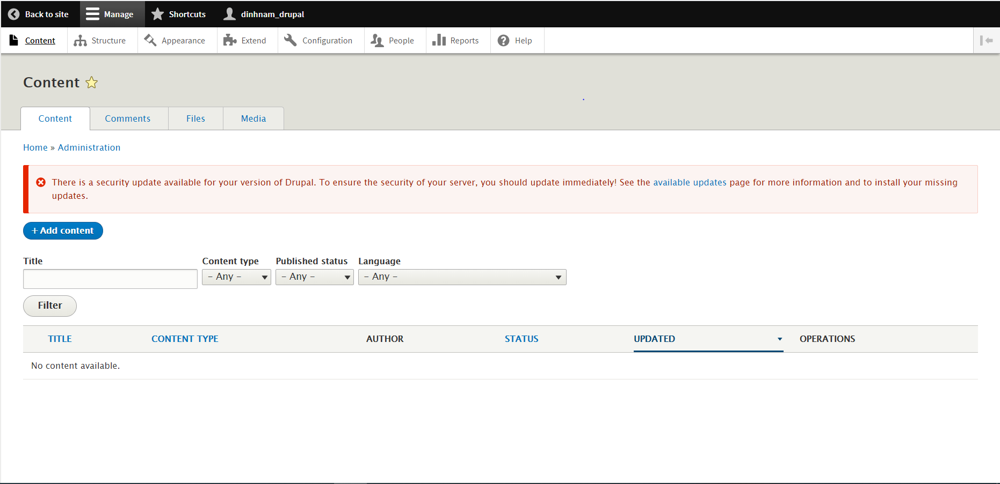 Back to site Manage Shortcuts dinhnam_drupal
Content Structure Appearance Extend Configuration People Reports Help
Content
Content Comments Files Media
Home » Administration
There is a security update available for your version of Drupal. To ensure the security of your server, you should update immediately! See the available updates page for more information and to install your missing
updates.
+ Add content
Title Content type Published status Language
- Any - - Any - - Any -
Filter
TITLE CONTENT TYPE AUTHOR STATUS UPDATED OPERATIONS
No content available.